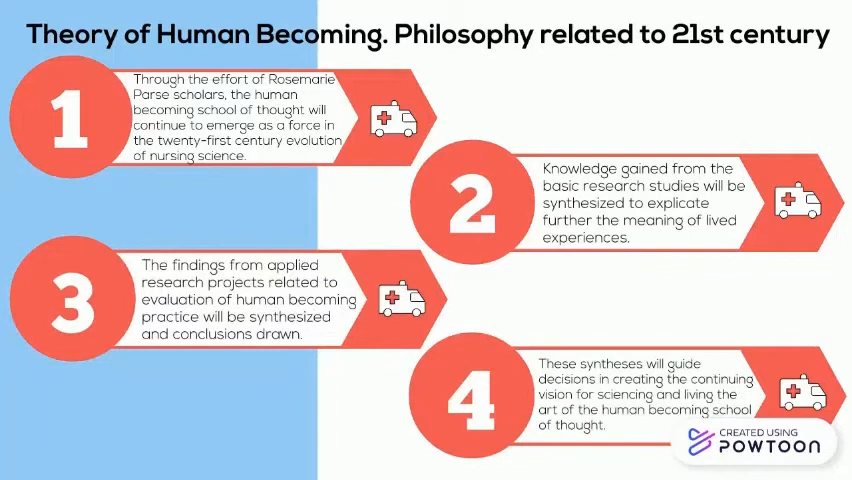 Theory of Human Becoming. Philosophy related to 21st century
1
Through the effort of Rosemarie
Parse scholars, the human
becoming school of thought will
continue to emerge as a force in
the twenty-first century evolution
of nursing science.
2
Knowledge gained from the
basic research studies will be
synthesized to explicate
further the meaning of lived
experiences.
3
The findings from applied
research projects related to
evaluation of human becoming
practice will be synthesized
and conclusions drawn.
4
These syntheses will guide
decisions in creating the continuing
vision for sciencing and living the
art of the human becoming school
of thought.
CREATED USING
POWTOON